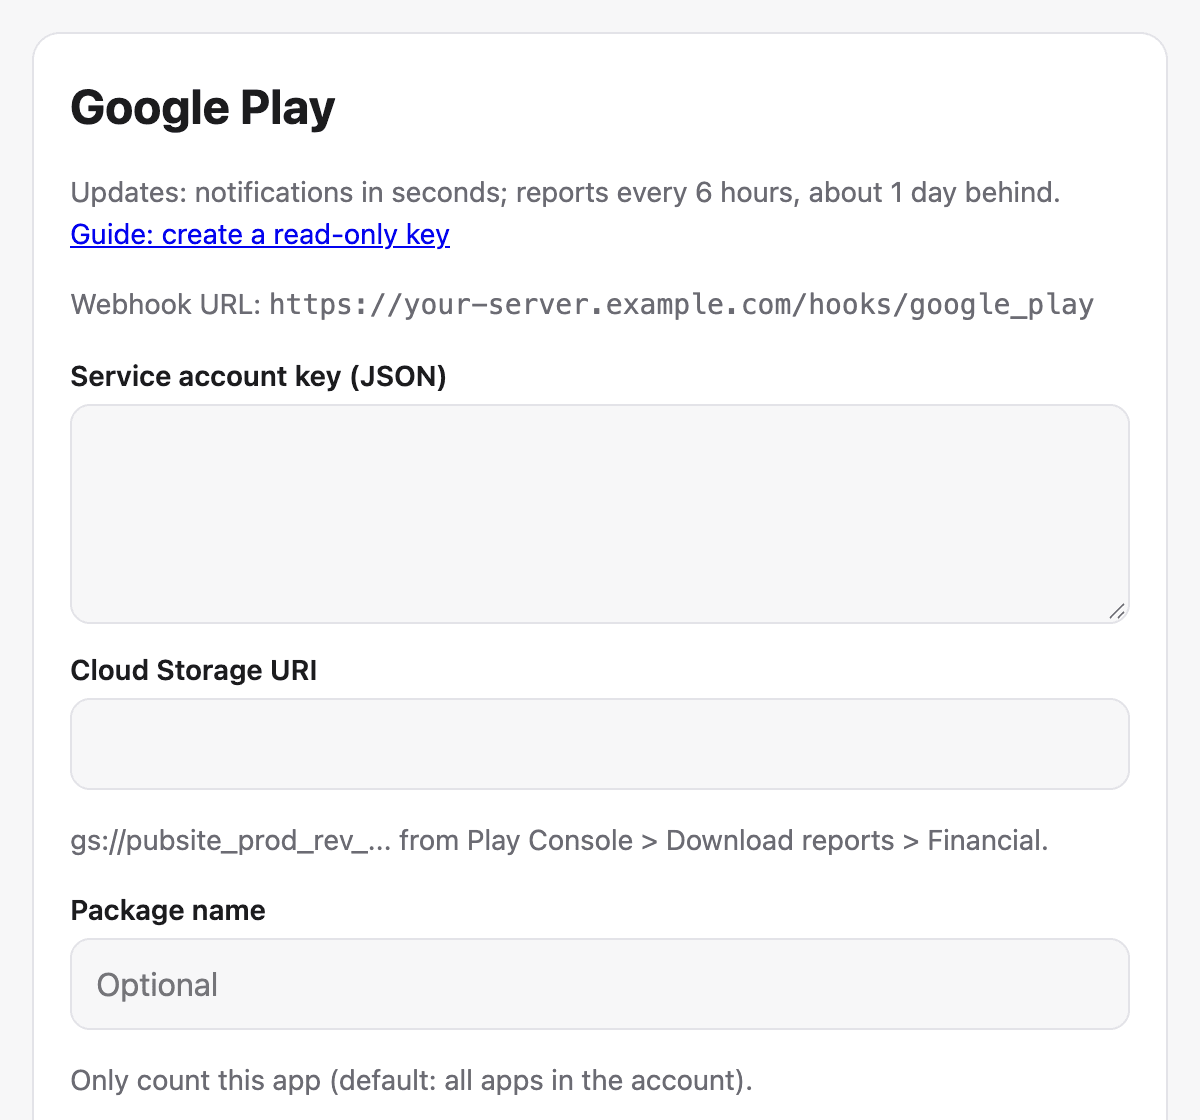 Google Play
Updates: notifications in seconds; reports every 6 hours, about 1 day behind.
Guide: create a read-only key
Webhook URL: https://your-server.example.com/hooks/google_play
Service account key (JSON)
Cloud Storage URI
gs://pubsite_prod_rev_... from Play Console > Download reports > Financial.
Package name
Optional
Only count this app (default: all apps in the account).